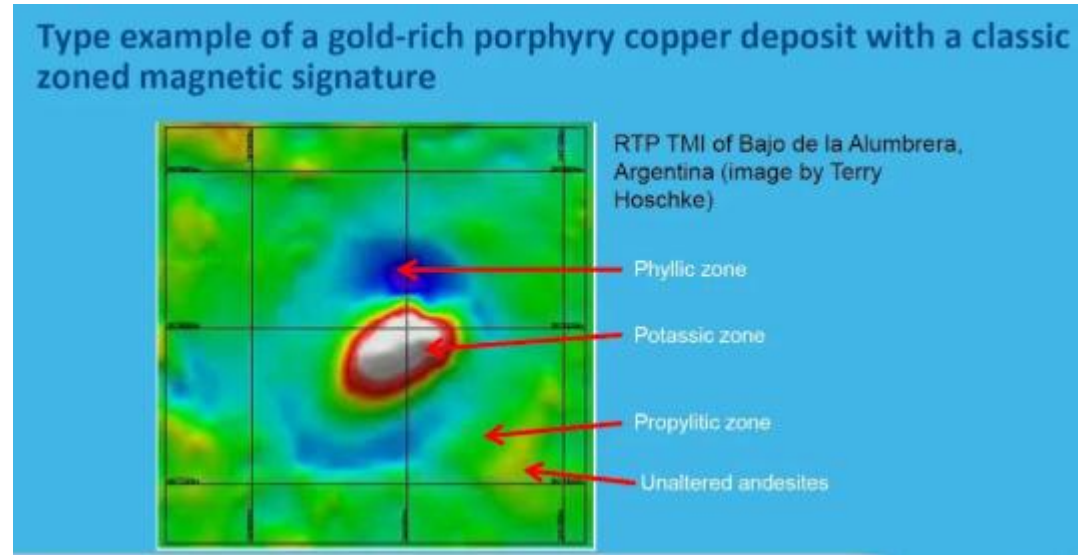 Type example of a gold-rich porphyry copper deposit with a classic
zoned magnetic signature
RTP TMI of Bajo de la Alumbrera,
Argentina (image by Terry
Hoschke)
Phyllic zone
Potassic zone
Propylitic zone
Unaltered andesites